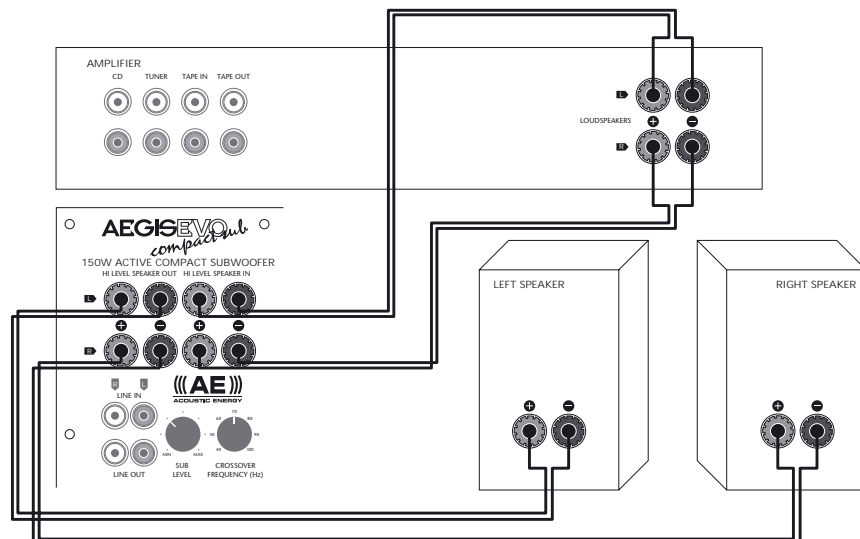 AMPLIFIER
CD TUNER TAPE IN TAPE OUT
L
LOUDSPEAKERS + −
R
AEGIS EVO
compact sub
150W ACTIVE COMPACT SUBWOOFER
HI LEVEL SPEAKER OUT HI LEVEL SPEAKER IN
L
+ − + −
R
R L
LINE IN
LINE OUT
(((AE)))
ACOUSTIC ENERGY
MIN MAX
SUB
LEVEL
40 50 60 70 80 90 100
CROSSOVER
FREQUENCY (Hz)
LEFT SPEAKER
+ −
RIGHT SPEAKER
+ −